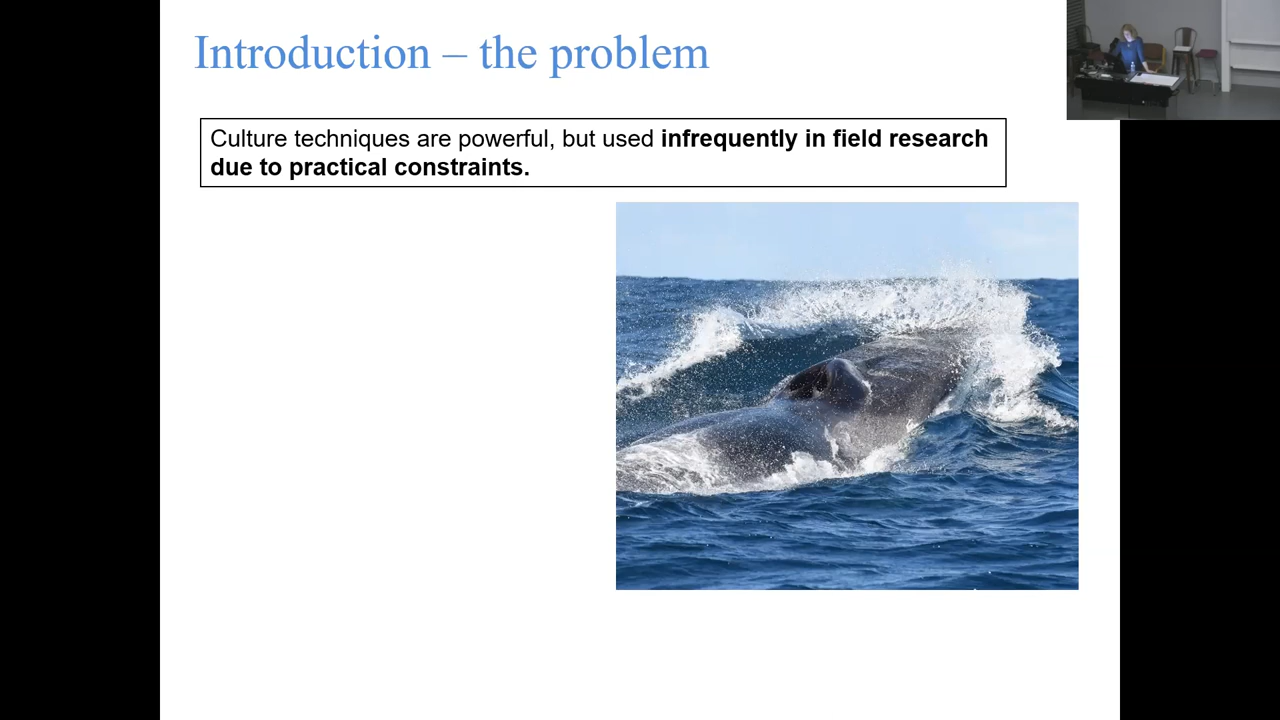 Introduction – the problem
Culture techniques are powerful, but used infrequently in field research
due to practical constraints.